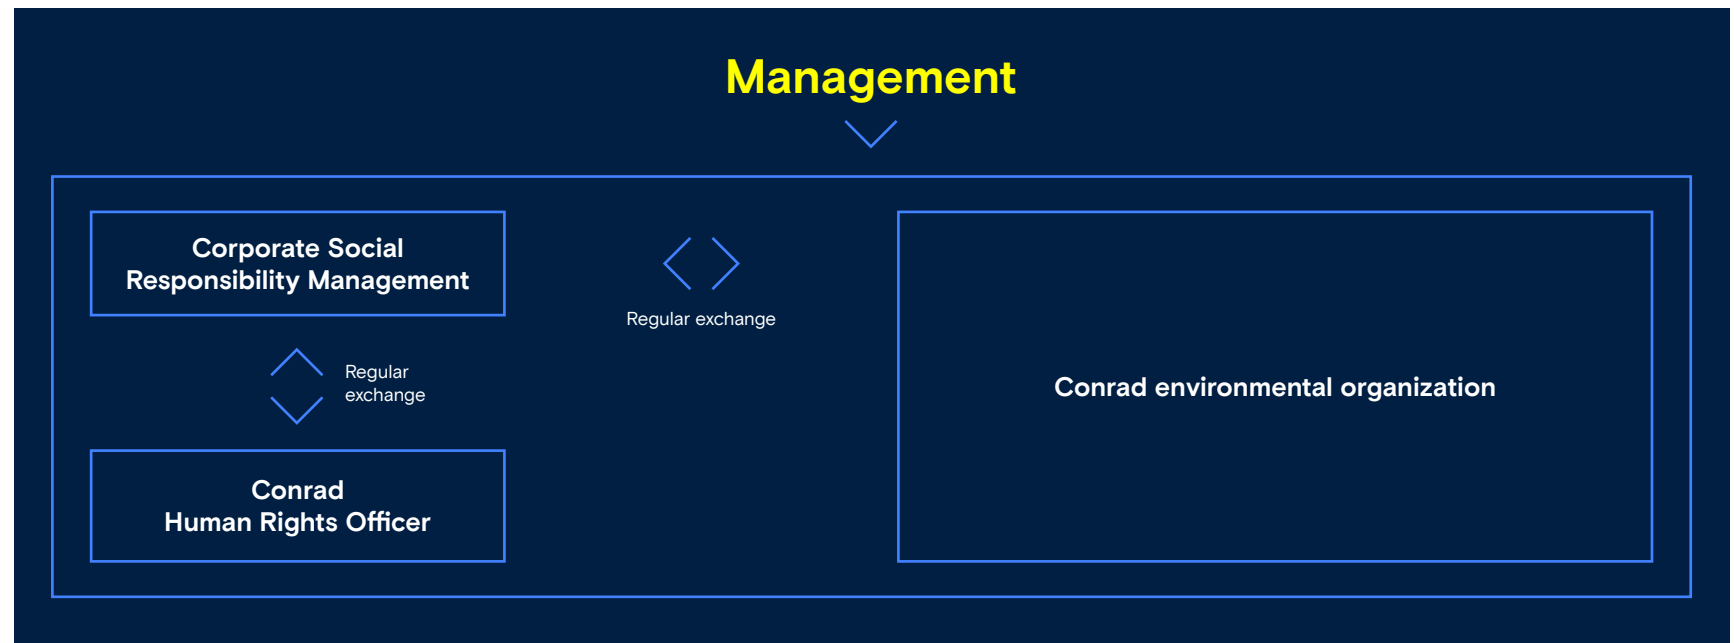 Management
Corporate Social
Responsibility Management
Regular exchange
Regular
exchange
Conrad
Human Rights Officer
Conrad environmental organization